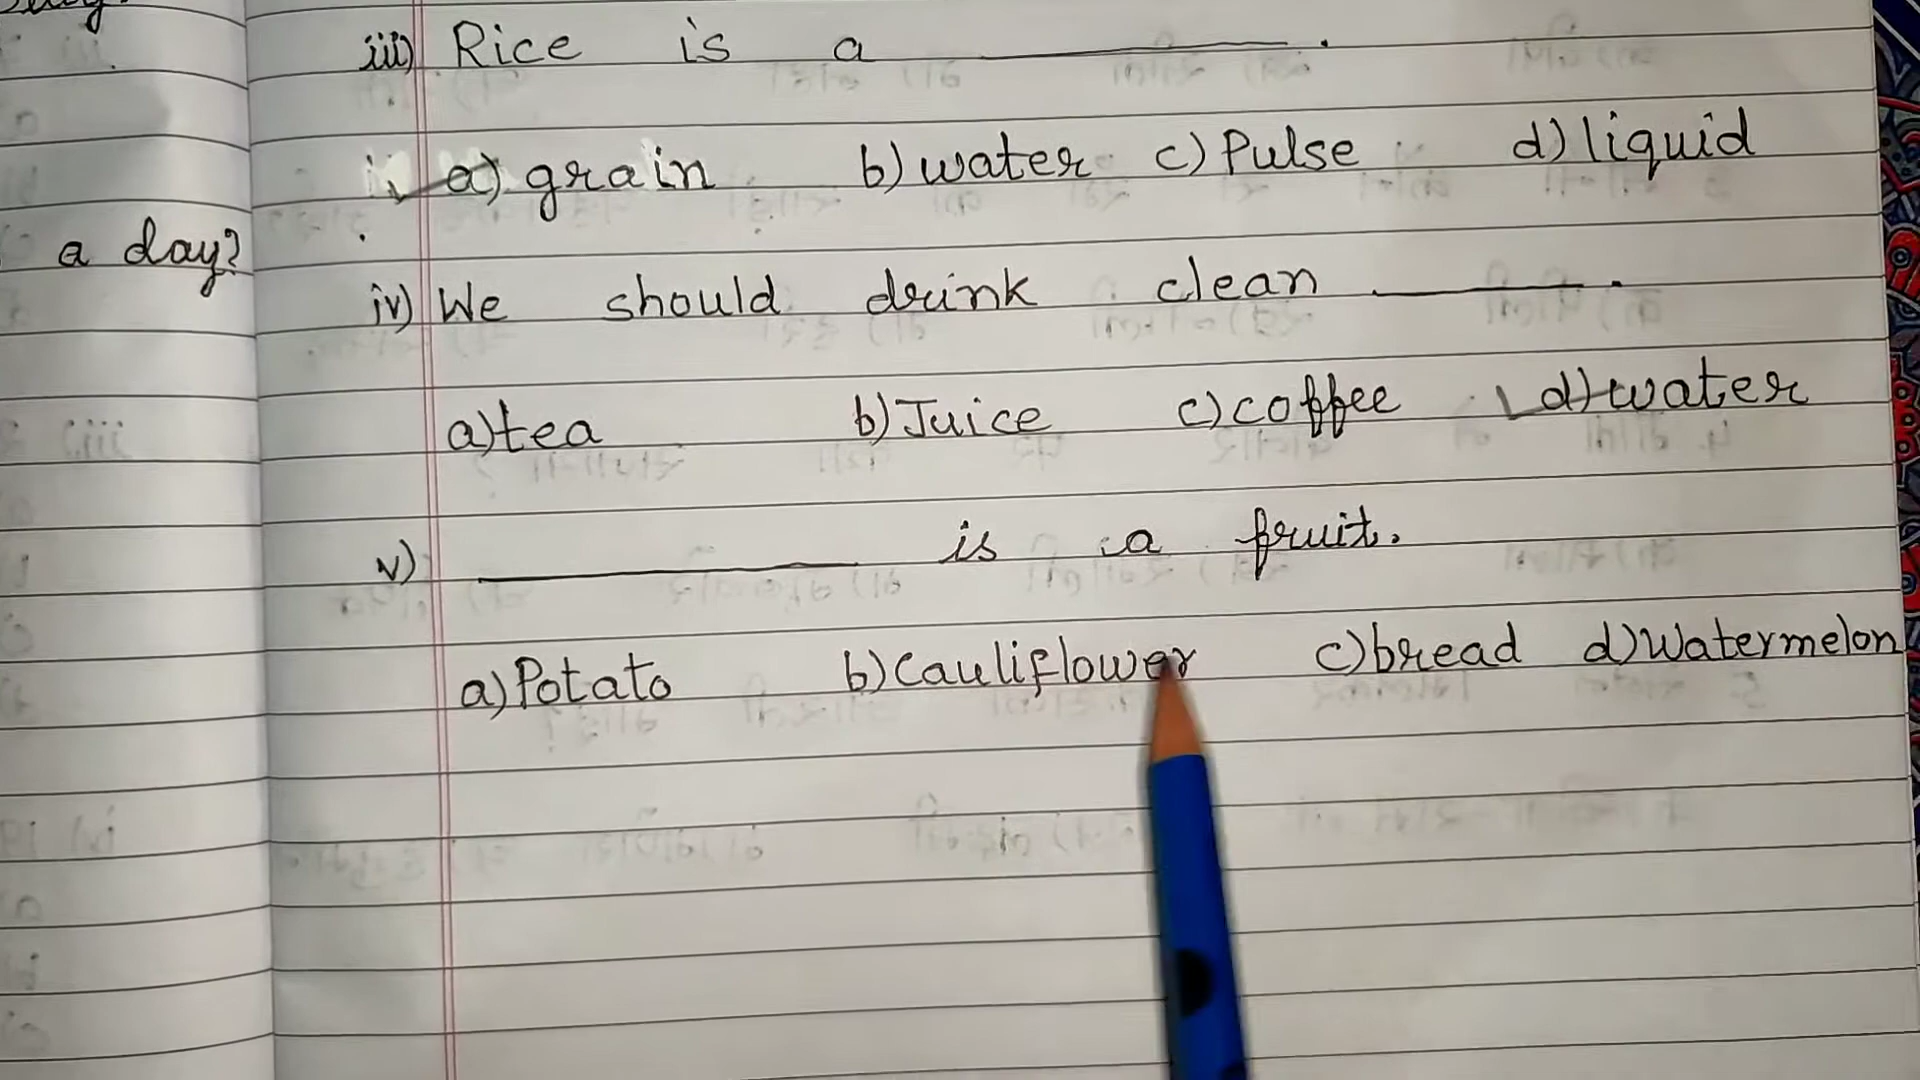 iii) Rice is a ________.
a) grain b) water c) Pulse d) liquid
a day?
iv) We should drink clean ________.
a) tea b) Juice c) coffee d) water
v) ________ is a fruit.
a) Potato b) Cauliflower c) bread d) Watermelon